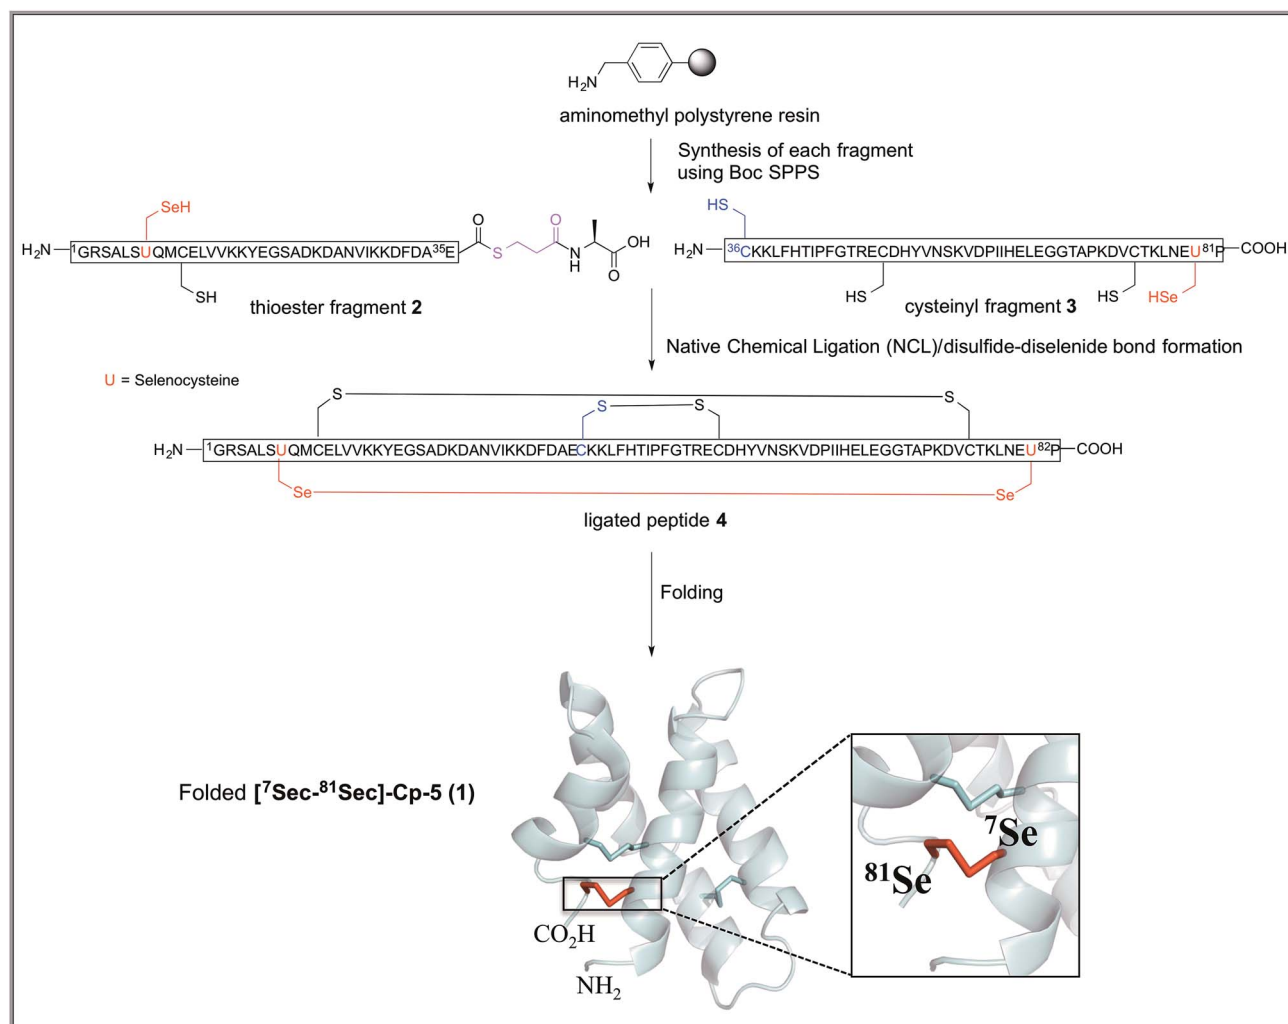 H₂N
aminomethyl polystyrene resin
Synthesis of each fragment
using Boc SPPS
SeH
H₂N
¹GRSALSUQMCELVVKKYEGSADKDANVIKKDFDA³⁵E
O
S
O
N
H
OH
O
SH
thioester fragment 2
HS
H₂N
³⁶CKKLFHTIPFGTRECDHYVNSKVDPIIHELEGGTAPKDVCTKLNEU⁸¹P
COOH
HS
HS
HSe
cysteinyl fragment 3
Native Chemical Ligation (NCL)/disulfide-diselenide bond formation
U = Selenocysteine
S
S
S
S
H₂N
¹GRSALSUQMCELVVKKYEGSADKDANVIKKDFDAECKKLFHTIPFGTRECDHYVNSKVDPIIHELEGGTAPKDVCTKLNEU⁸²P
COOH
Se
Se
ligated peptide 4
Folding
Folded [⁷Sec-⁸¹Sec]-Cp-5 (1)
⁷Se
⁸¹Se
CO₂H
NH₂